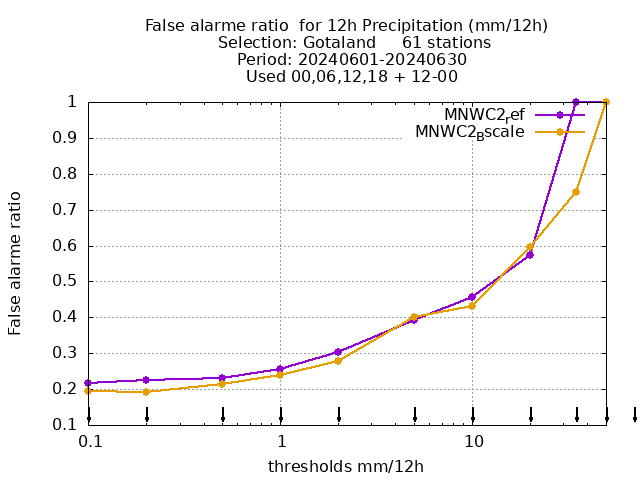 False alarme ratio  for 12h Precipitation (mm/12h)
Selection: Gotaland     61 stations
Period: 20240601-20240630
Used 00,06,12,18 + 12-00
MNWC2ref
MNWC2Bscale
1
0.9
0.8
0.7
0.6
0.5
0.4
0.3
0.2
0.1
False alarme ratio
0.1 1 10
thresholds mm/12h